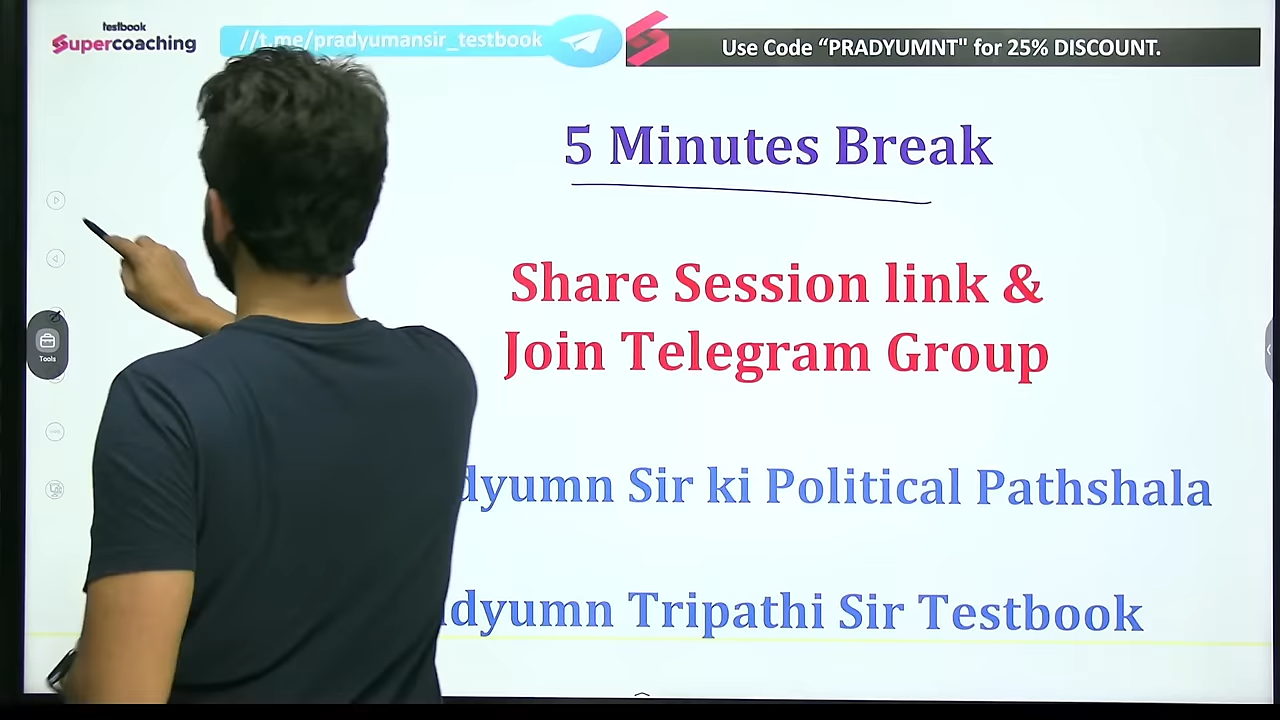 testbook
Supercoaching
//t.me/pradyumansir_testbook
Use Code “PRADYUMNT" for 25% DISCOUNT.
5 Minutes Break
Share Session link &
Join Telegram Group
dyumn Sir ki Political Pathshala
dyumn Tripathi Sir Testbook
Tools